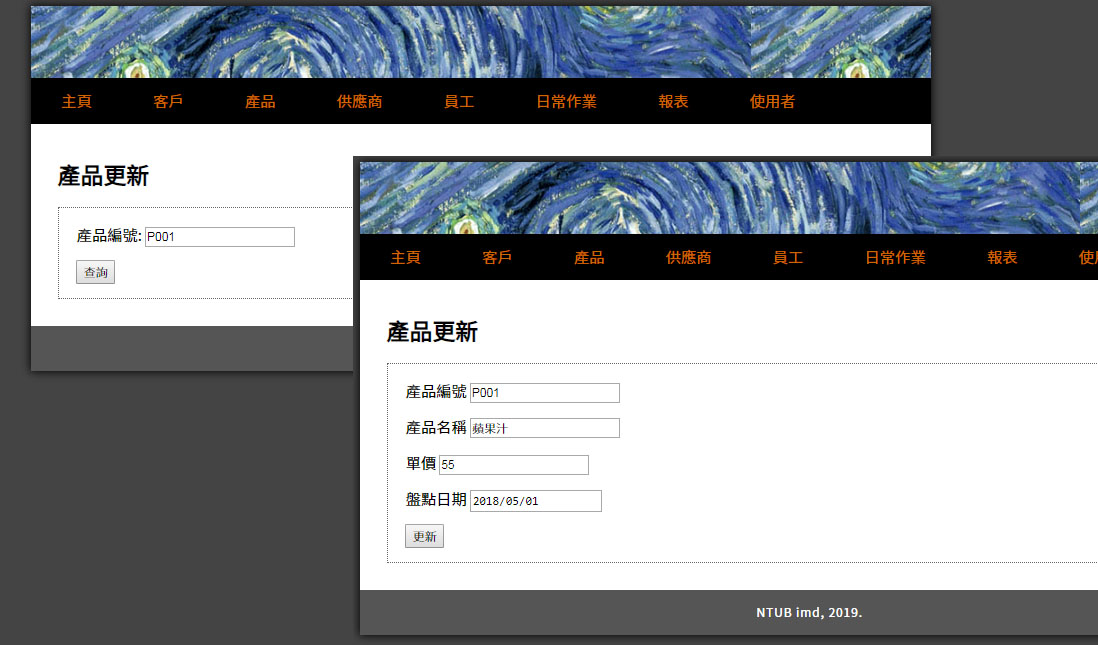 主頁 客戶 產品 供應商 員工 日常作業 報表 使用者
產品更新
產品編號: P001
查詢
主頁 客戶 產品 供應商 員工 日常作業 報表 使用
產品更新
產品編號 P001
產品名稱 蘋果汁
單價 55
盤點日期 2018/05/01
更新
NTUB imd, 2019.